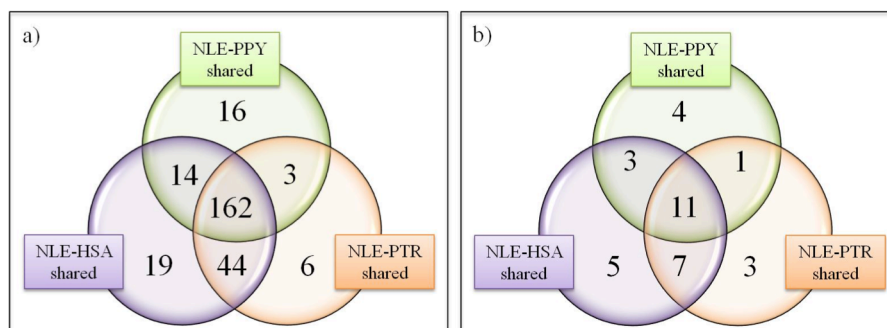 a)
NLE-PPY
shared
16
14
3
162
NLE-HSA
shared
19
44
6
NLE-PTR
shared
b)
NLE-PPY
shared
4
3
1
11
NLE-HSA
shared
5
7
3
NLE-PTR
shared